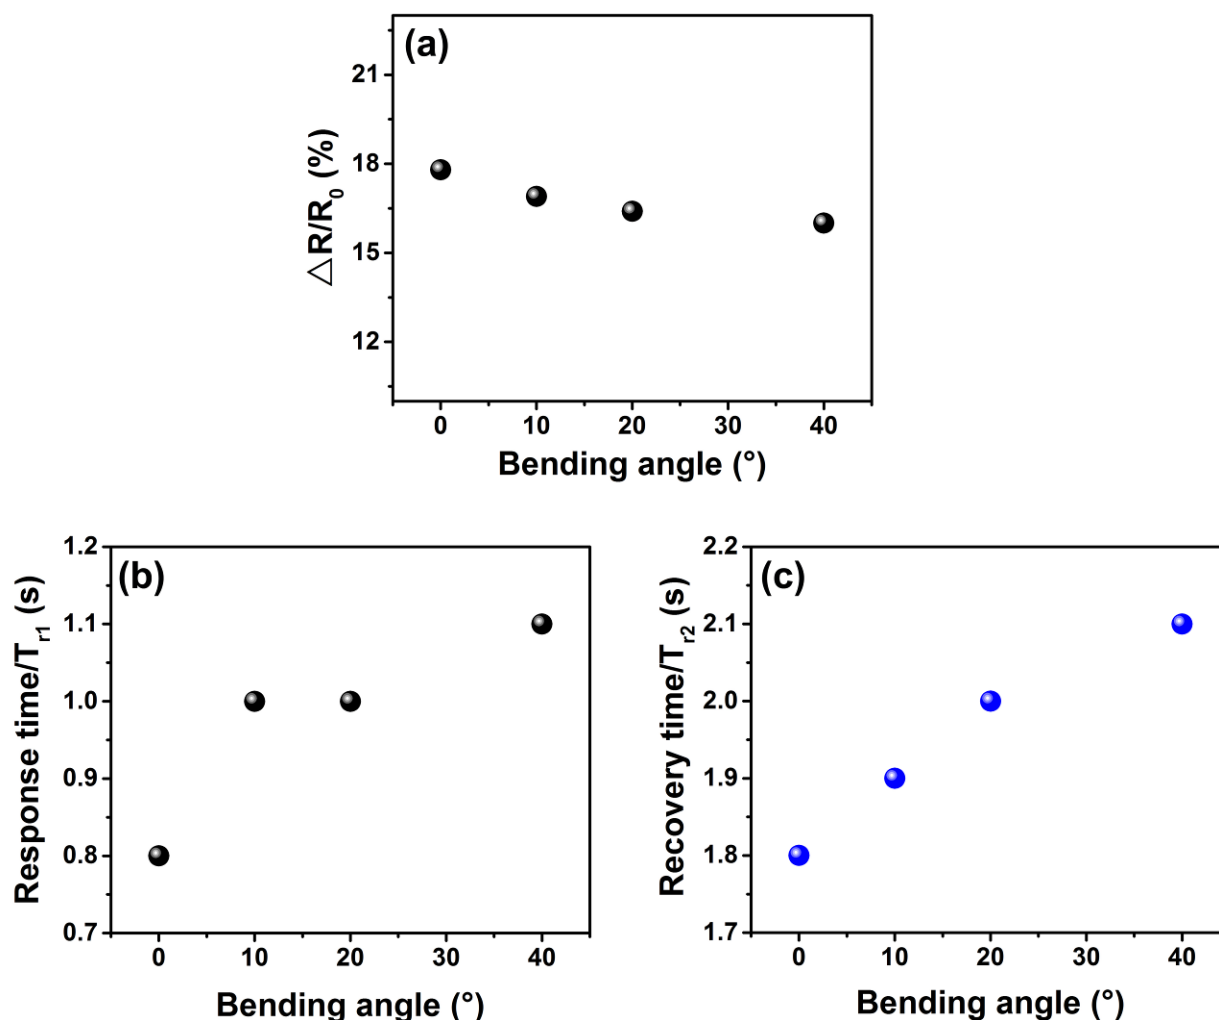 (a)
21
18
15
12
△R/R0 (%)
0 10 20 30 40
Bending angle (°)
(b)
1.2
1.1
1.0
0.9
0.8
0.7
Response time/Tr1 (s)
0 10 20 30 40
Bending angle (°)
(c)
2.2
2.1
2.0
1.9
1.8
1.7
Recovery time/Tr2 (s)
0 10 20 30 40
Bending angle (°)